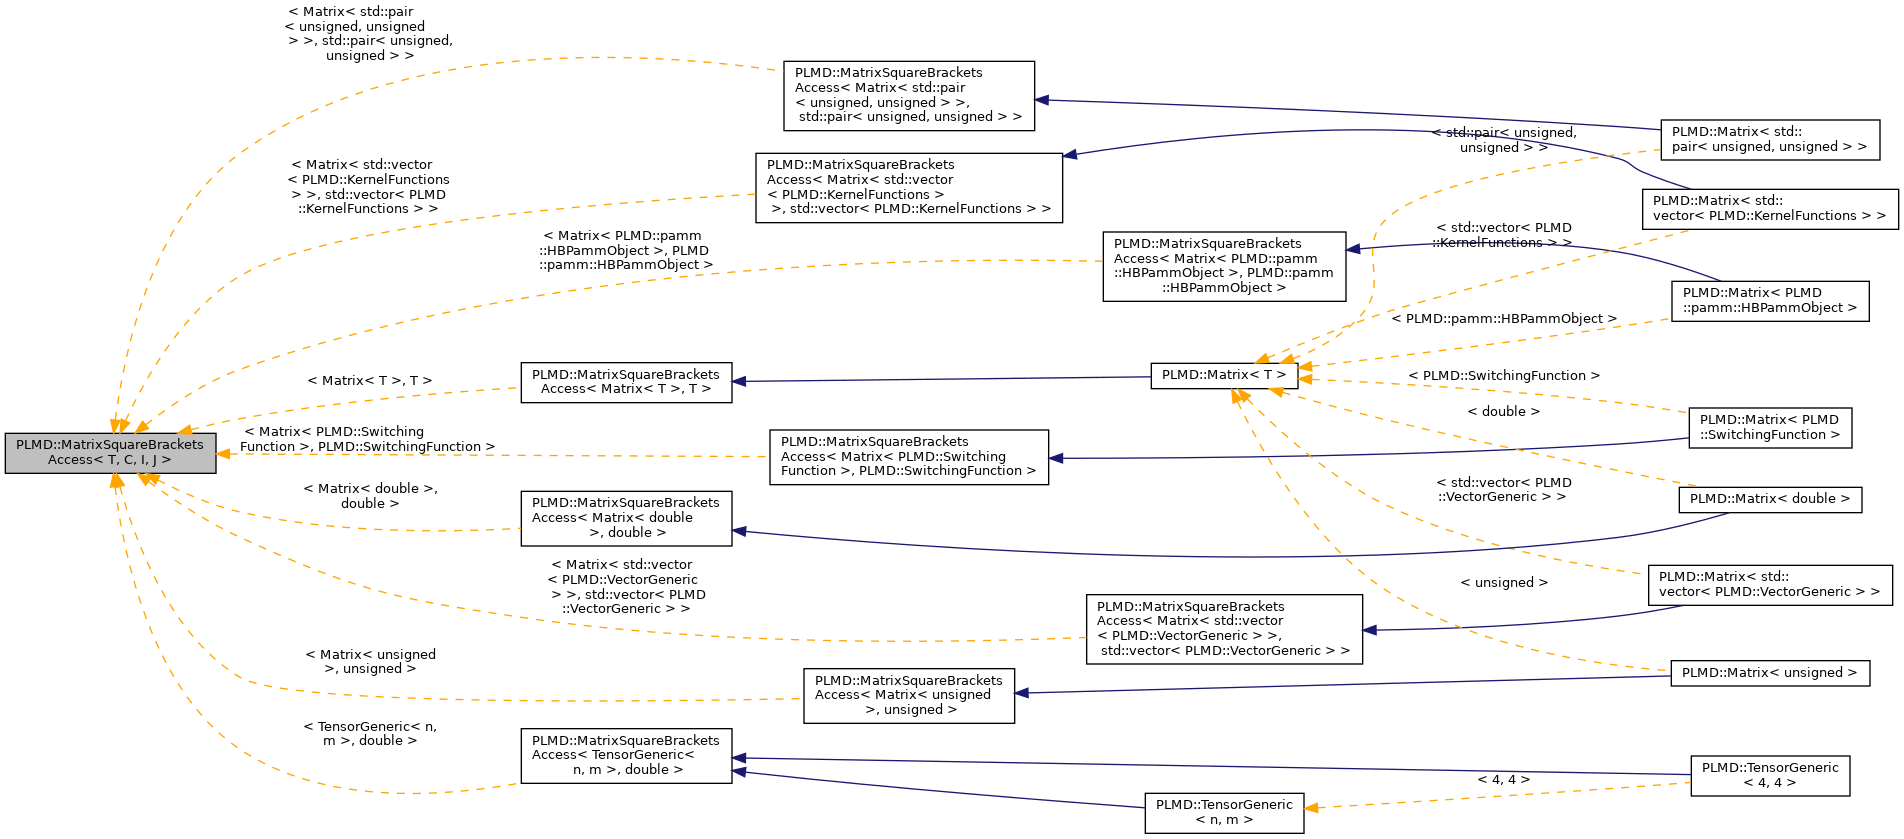 < Matrix< std::pair
< unsigned, unsigned
> >, std::pair< unsigned,
unsigned > >
PLMD::MatrixSquareBrackets
Access< Matrix< std::pair
< unsigned, unsigned > >,
std::pair< unsigned, unsigned > >
< std::pair< unsigned,
unsigned > >
PLMD::Matrix< std::
pair< unsigned, unsigned > >
< Matrix< std::vector
< PLMD::KernelFunctions
> >, std::vector< PLMD
::KernelFunctions > >
PLMD::MatrixSquareBrackets
Access< Matrix< std::vector
< PLMD::KernelFunctions >
>, std::vector< PLMD::KernelFunctions > >
PLMD::Matrix< std::
vector< PLMD::KernelFunctions > >
< Matrix< PLMD::pamm
::HBPammObject >, PLMD
::pamm::HBPammObject >
PLMD::MatrixSquareBrackets
Access< Matrix< PLMD::pamm
::HBPammObject >, PLMD::pamm
::HBPammObject >
< std::vector< PLMD
::KernelFunctions > >
PLMD::Matrix< PLMD
::pamm::HBPammObject >
< PLMD::pamm::HBPammObject >
< Matrix< T >, T >
PLMD::MatrixSquareBrackets
Access< Matrix< T >, T >
PLMD::Matrix< T >
< PLMD::SwitchingFunction >
< double >
PLMD::Matrix< PLMD
::SwitchingFunction >
PLMD::MatrixSquareBrackets
Access< T, C, I, J >
< Matrix< PLMD::Switching
Function >, PLMD::SwitchingFunction >
PLMD::MatrixSquareBrackets
Access< Matrix< PLMD::Switching
Function >, PLMD::SwitchingFunction >
< Matrix< double >,
double >
PLMD::MatrixSquareBrackets
Access< Matrix< double
>, double >
< std::vector< PLMD
::VectorGeneric > >
PLMD::Matrix< double >
< Matrix< std::vector
< PLMD::VectorGeneric
> >, std::vector< PLMD
::VectorGeneric > >
PLMD::MatrixSquareBrackets
Access< Matrix< std::vector
< PLMD::VectorGeneric > >,
std::vector< PLMD::VectorGeneric > >
< unsigned >
PLMD::Matrix< std::
vector< PLMD::VectorGeneric > >
< Matrix< unsigned
>, unsigned >
PLMD::MatrixSquareBrackets
Access< Matrix< unsigned
>, unsigned >
PLMD::Matrix< unsigned >
< TensorGeneric< n,
m >, double >
PLMD::MatrixSquareBrackets
Access< TensorGeneric<
n, m >, double >
PLMD::TensorGeneric
< n, m >
< 4, 4 >
PLMD::TensorGeneric
< 4, 4 >